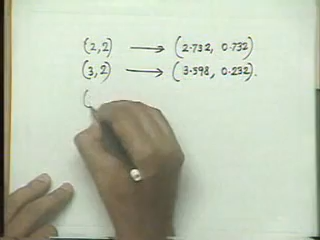 (2,2) → (2.732, 0.732)
(3,2) → (3.598, 0.232).
(